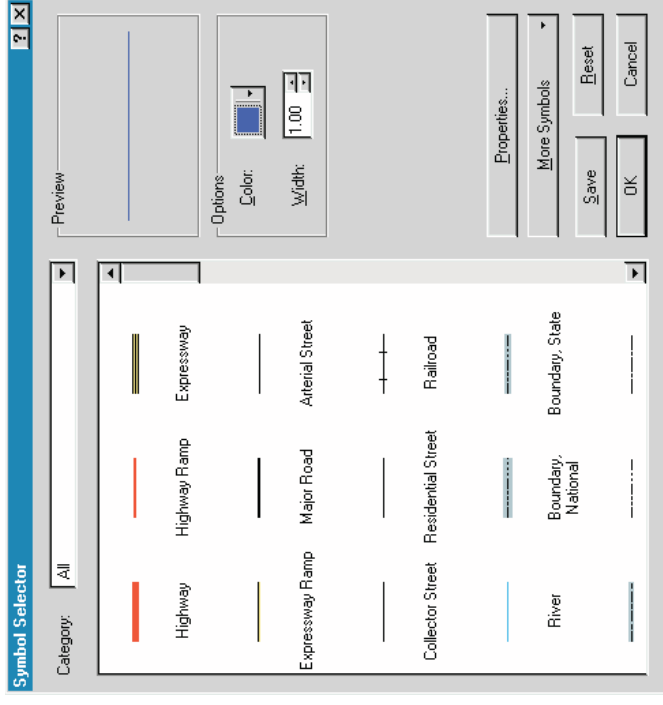 Symbol Selector
Category:
All
Highway
Highway Ramp
Expressway
Expressway Ramp
Major Road
Arterial Street
Collector Street
Residential Street
Railroad
River
Boundary,
National
Boundary, State
Preview
Options
Color:
Width:
1.00
Properties...
More Symbols
Save
Reset
OK
Cancel